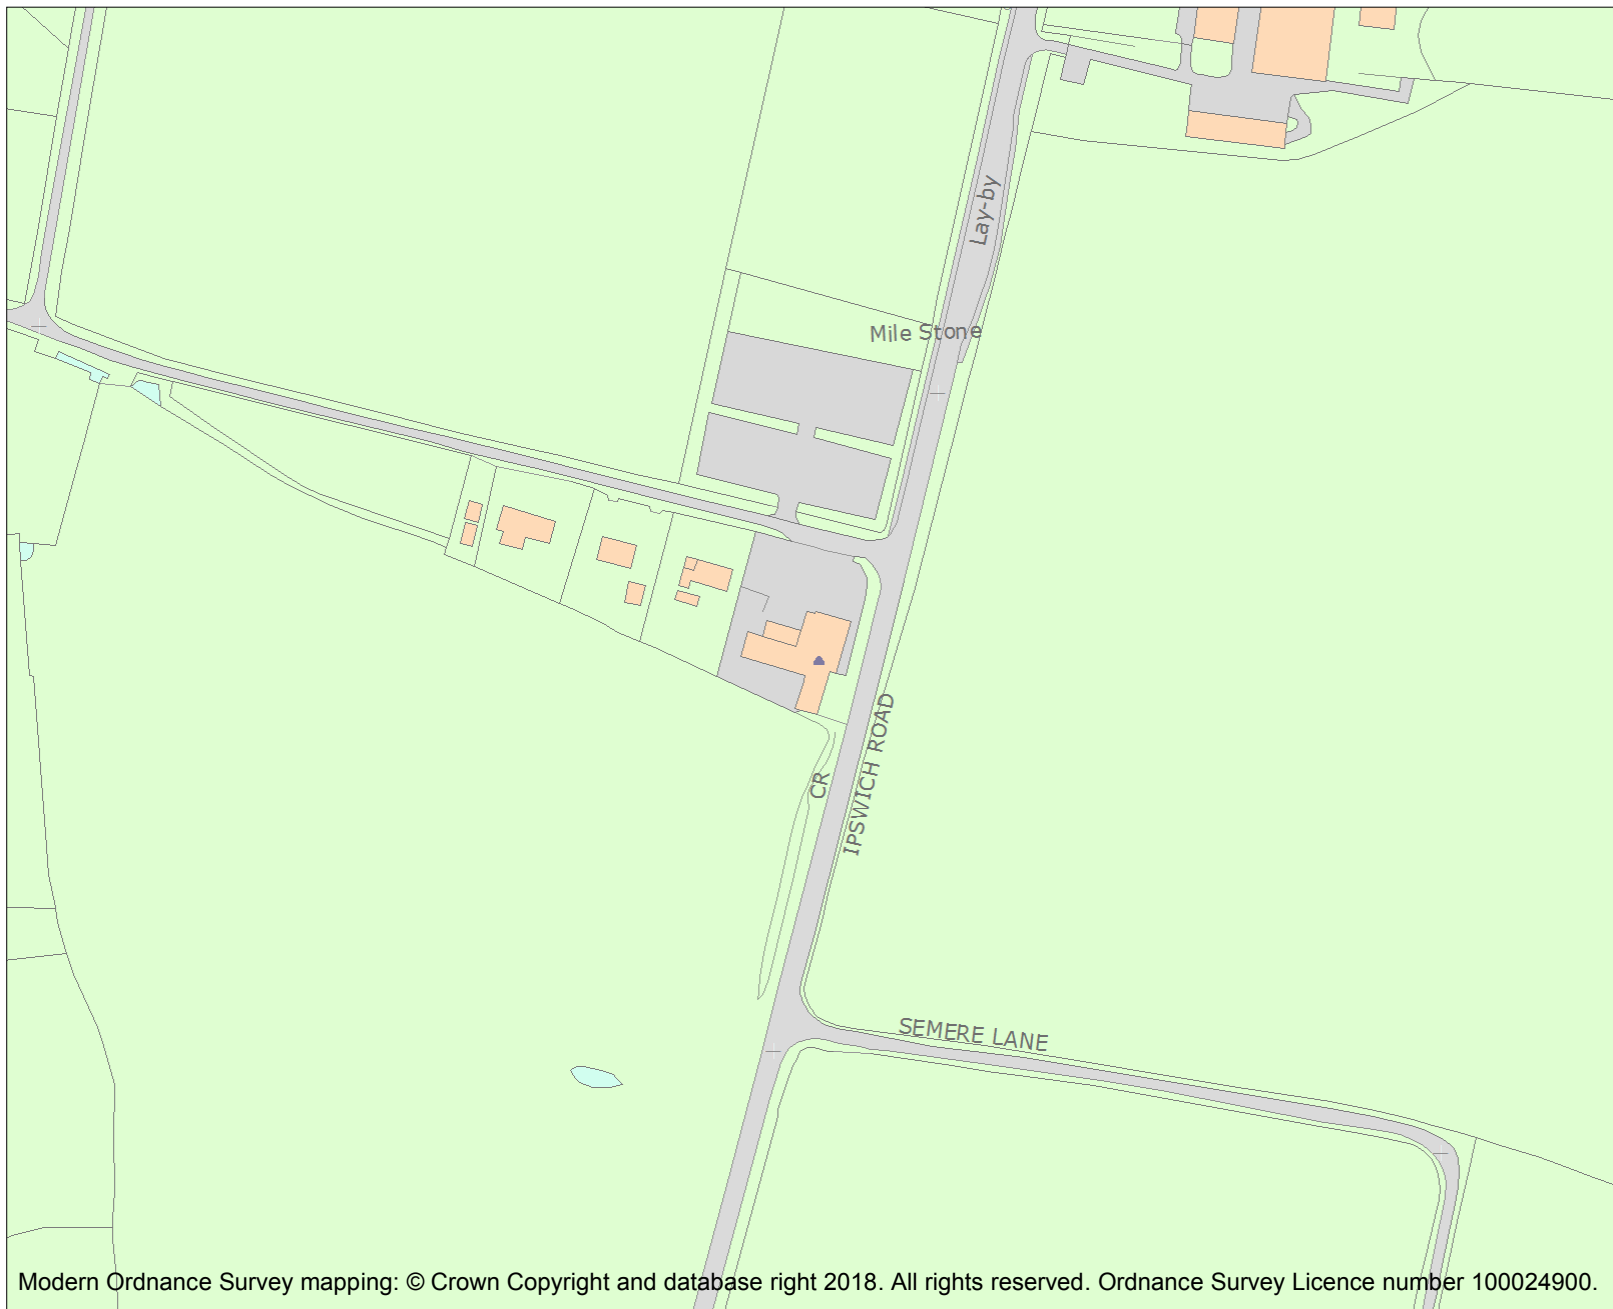 Lay-by
Mile Stone
IPSWICH ROAD
CR
SEMERE LANE
Modern Ordnance Survey mapping: © Crown Copyright and database right 2018. All rights reserved. Ordnance Survey Licence number 100024900.